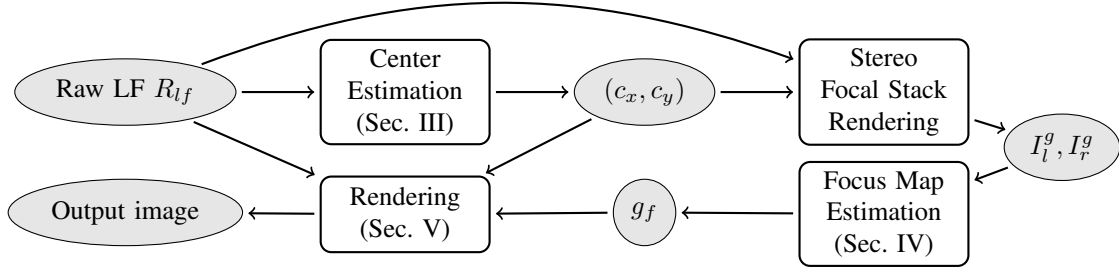 Raw LF $R_{lf}$
Center
Estimation
(Sec. III)
$(c_x, c_y)$
Stereo
Focal Stack
Rendering
$I_l^g, I_r^g$
Output image
Rendering
(Sec. V)
$g_f$
Focus Map
Estimation
(Sec. IV)